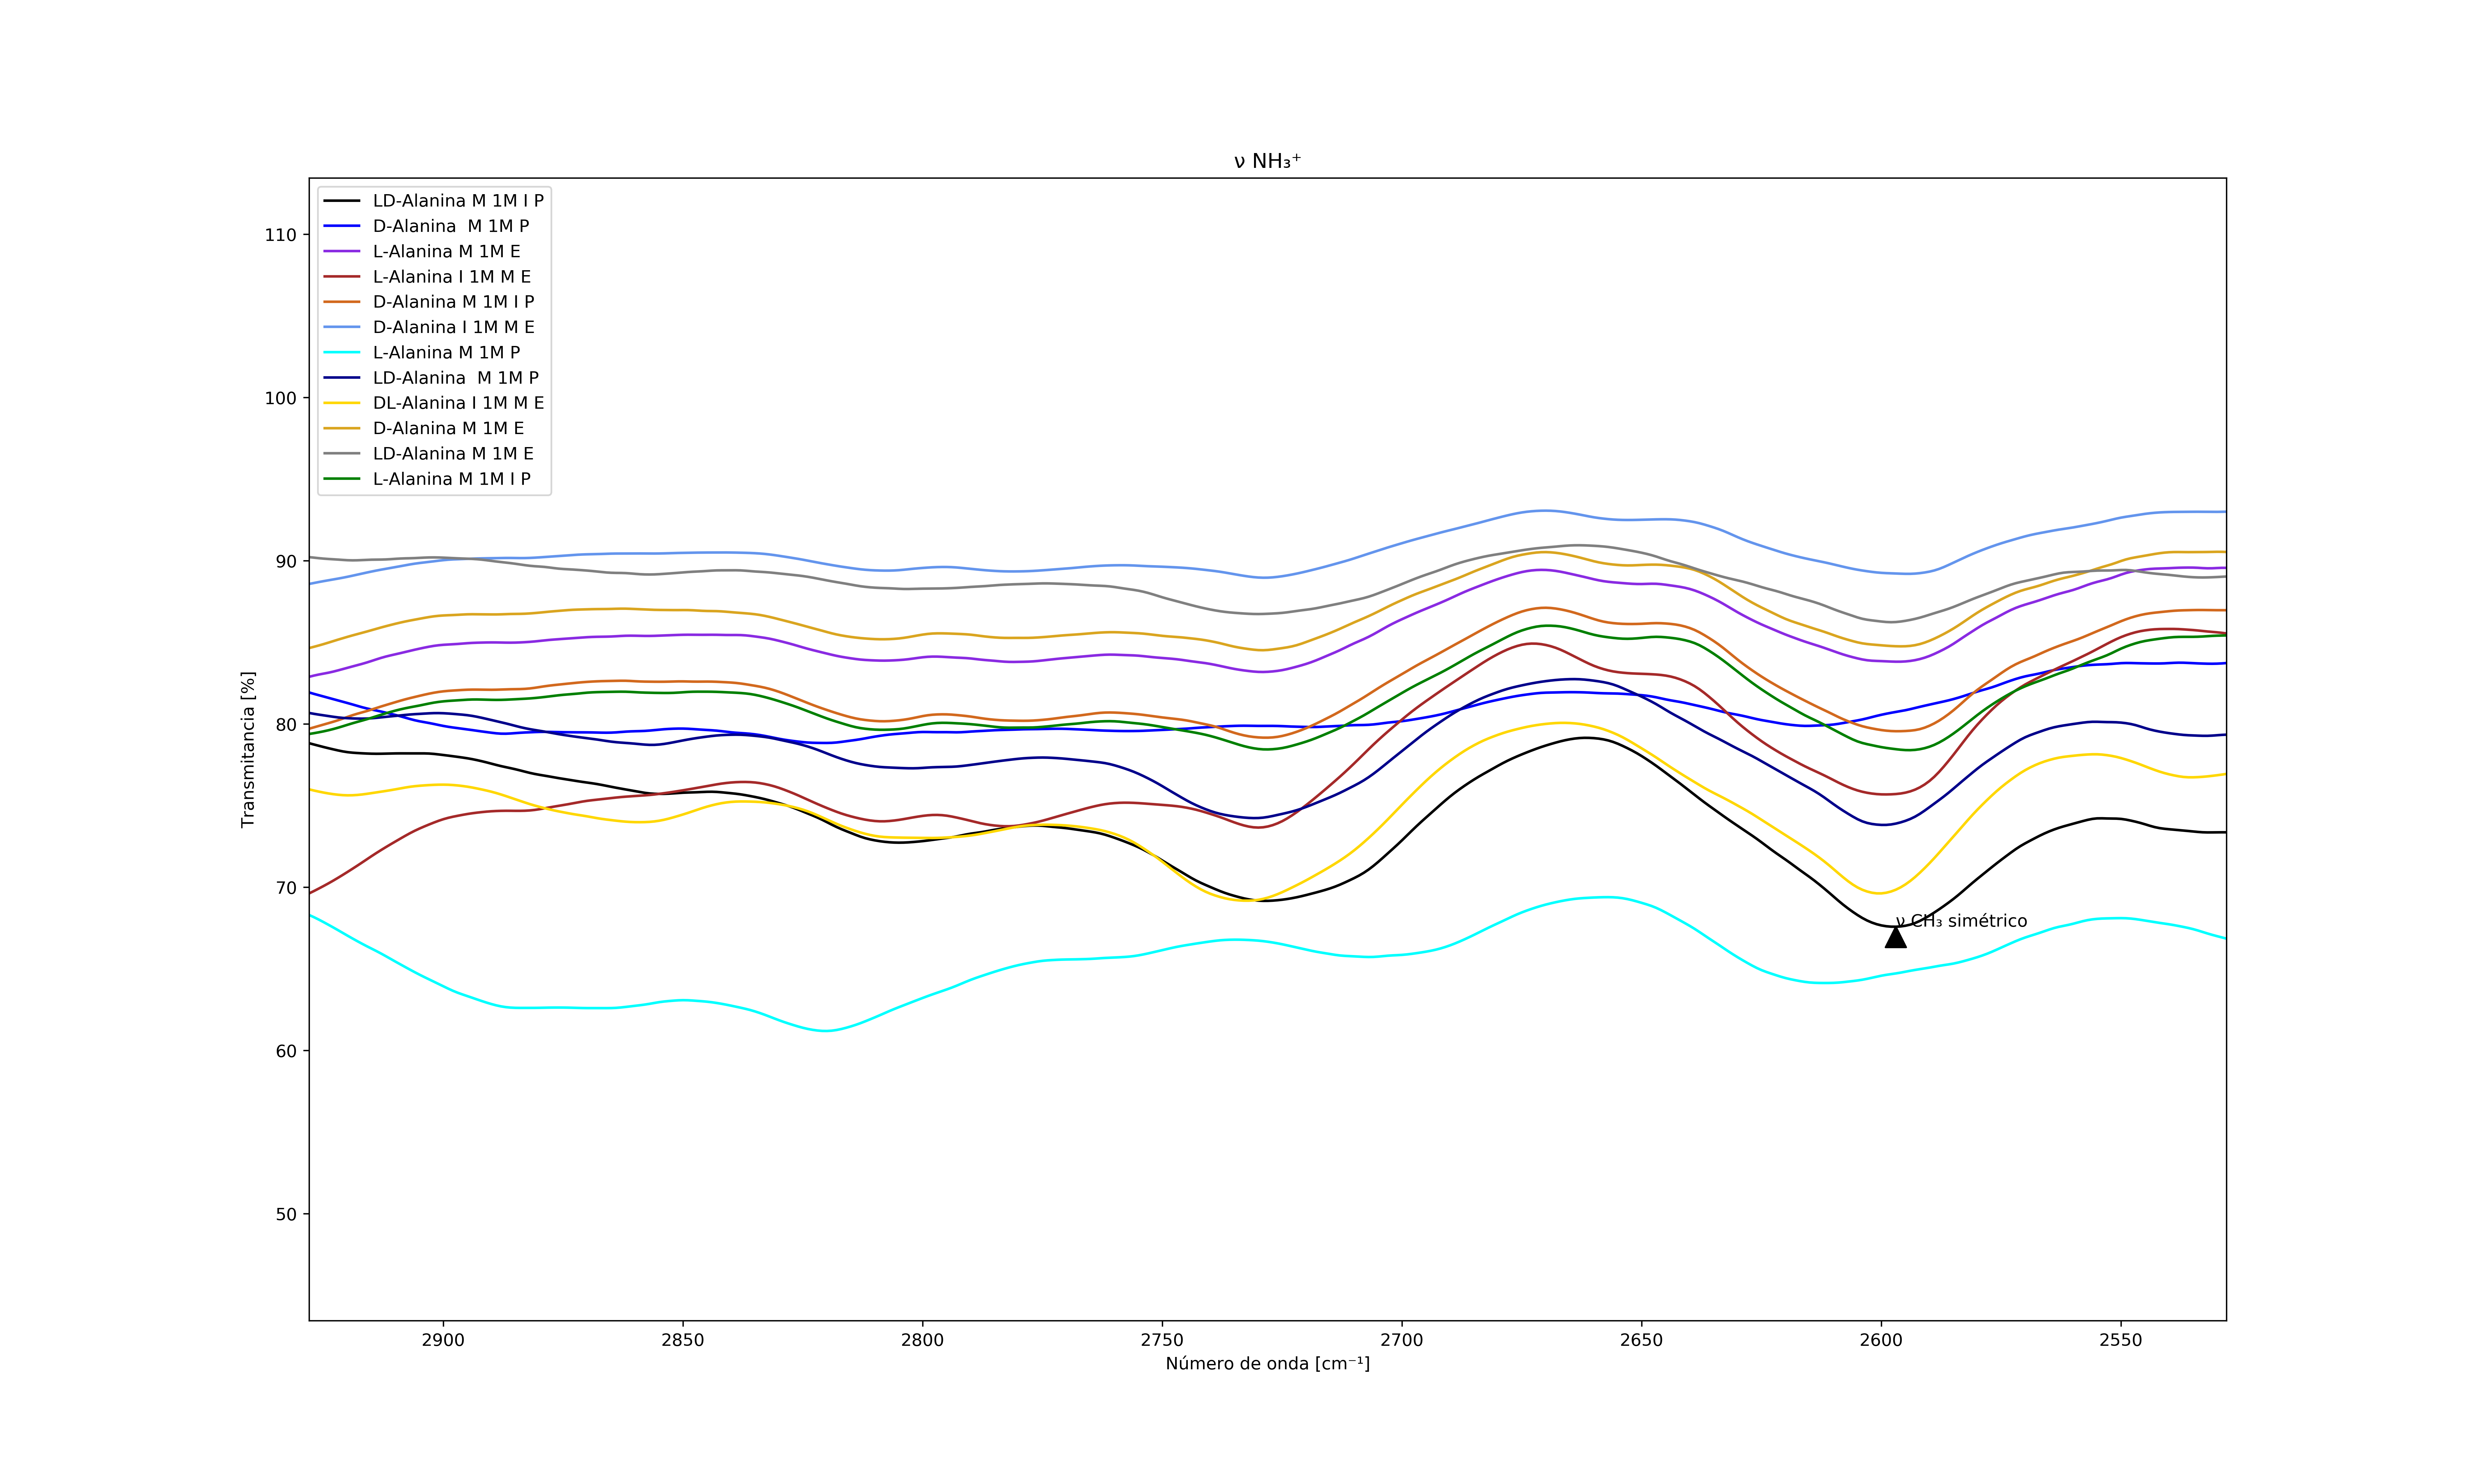 ν NH₃⁺
LD-Alanina M 1M I P
D-Alanina  M 1M P
L-Alanina M 1M E
L-Alanina I 1M M E
D-Alanina M 1M I P
D-Alanina I 1M M E
L-Alanina M 1M P
LD-Alanina  M 1M P
DL-Alanina I 1M M E
D-Alanina M 1M E
LD-Alanina M 1M E
L-Alanina M 1M I P
110
100
90
80
70
60
50
Transmitancia [%]
ν CH₃ simétrico
2900
2850
2800
2750
2700
2650
2600
2550
Número de onda [cm⁻¹]